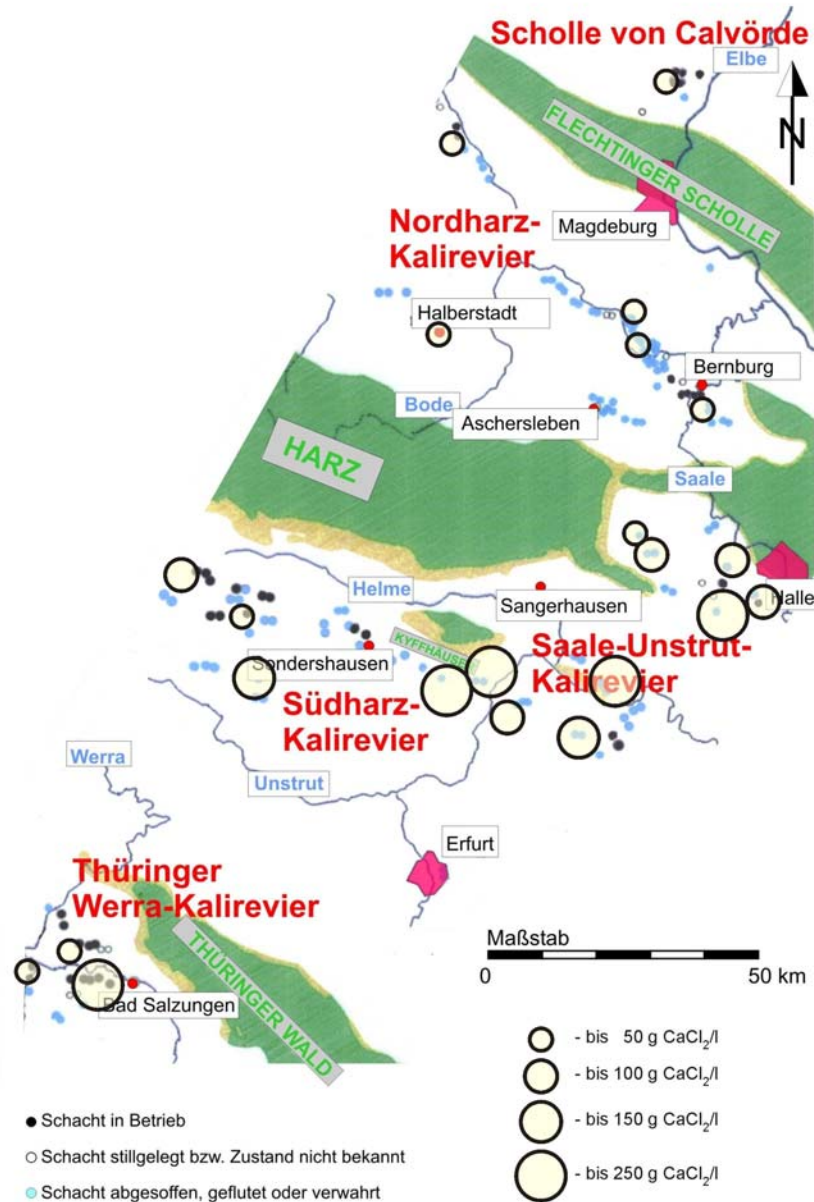 Scholle von Calvörde
Elbe
N
FLECHTINGER SCHOLLE
Magdeburg
Nordharz-
Kalirevier
Halberstadt
Bernburg
Bode
Aschersleben
HARZ
Saale
Halle
Helme
Sangerhausen
KYFFHÄUSER
Sondershausen
Saale-Unstrut-
Kalirevier
Südharz-
Kalirevier
Werra
Unstrut
Erfurt
Thüringer
Werra-Kalirevier
THÜRINGER WALD
Bad Salzungen
Maßstab
0 50 km
- bis 50 g CaCl₂/l
- bis 100 g CaCl₂/l
- bis 150 g CaCl₂/l
- bis 250 g CaCl₂/l
Schacht in Betrieb
Schacht stillgelegt bzw. Zustand nicht bekannt
Schacht abgesoffen, geflutet oder verwahrt